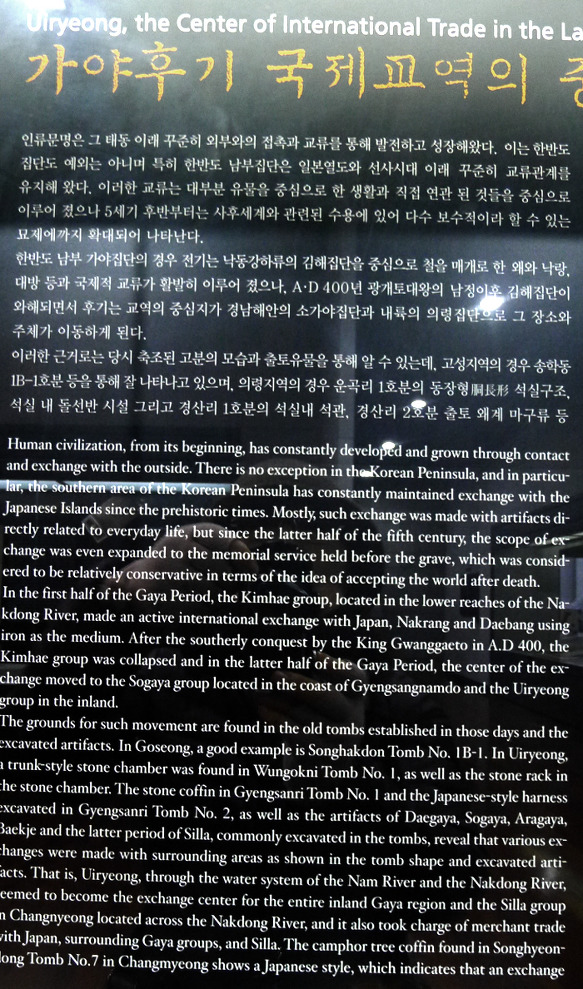 Uiryeong, the Center of International Trade in the La
가야후기 국제교역의 중
인류문명은 그 태동 이래 꾸준히 외부와의 접촉과 교류를 통해 발전하고 성장해왔다. 이는 한반도
집단도 예외는 아니며 특히 한반도 남부집단은 일본열도와 선사시대 이래 꾸준히 교류관계를
유지해 왔다. 이러한 교류는 대부분 유물을 중심으로 한 생활과 직접 연관 된 것들을 중심으로
이루어 졌으나 5세기 후반부터는 사후세계와 관련된 수용에 있어 다수 보수적이라 할 수 있는
묘제에까지 확대되어 나타난다.
한반도 남부 가야집단의 경우 전기는 낙동강하류의 김해집단을 중심으로 철을 매개로 한 왜와 낙랑,
대방 등과 국제적 교류가 활발히 이루어 졌으나, A·D 400년 광개토대왕의 남정이후 김해집단이
와해되면서 후기는 교역의 중심지가 경남해안의 소가야집단과 내륙의 의령집단으로 그 장소와
주체가 이동하게 된다.
이러한 근거로는 당시 축조된 고분의 모습과 출토유물을 통해 알 수 있는데, 고성지역의 경우 송학동
1B-1호분 등을 통해 잘 나타나고 있으며, 의령지역의 경우 운곡리 1호분의 동장형胴長形 석실구조,
석실 내 돌선반 시설 그리고 경산리 1호분의 석실내 석관, 경산리 2호분 출토 왜계 마구류 등
Human civilization, from its beginning, has constantly developed and grown through contact
and exchange with the outside. There is no exception in the Korean Peninsula, and in particu-
lar, the southern area of the Korean Peninsula has constantly maintained exchange with the
Japanese Islands since the prehistoric times. Mostly, such exchange was made with artifacts di-
rectly related to everyday life, but since the latter half of the fifth century, the scope of ex-
change was even expanded to the memorial service held before the grave, which was consid-
ered to be relatively conservative in terms of the idea of accepting the world after death.
In the first half of the Gaya Period, the Kimhae group, located in the lower reaches of the Na-
kdong River, made an active international exchange with Japan, Nakrang and Daebang using
iron as the medium. After the southerly conquest by the King Gwanggaeto in A.D 400, the
Kimhae group was collapsed and in the latter half of the Gaya Period, the center of the ex-
change moved to the Sogaya group located in the coast of Gyengsangnamdo and the Uiryeong
group in the inland.
The grounds for such movement are found in the old tombs established in those days and the
excavated artifacts. In Goseong, a good example is Songhakdon Tomb No. 1B-1. In Uiryeong,
a trunk-style stone chamber was found in Wungokni Tomb No. 1, as well as the stone rack in
the stone chamber. The stone coffin in Gyengsanri Tomb No. 1 and the Japanese-style harness
excavated in Gyengsanri Tomb No. 2, as well as the artifacts of Daegaya, Sogaya, Aragaya,
Baekje and the latter period of Silla, commonly excavated in the tombs, reveal that various ex-
changes were made with surrounding areas as shown in the tomb shape and excavated arti-
facts. That is, Uiryeong, through the water system of the Nam River and the Nakdong River,
eemed to become the exchange center for the entire inland Gaya region and the Silla group
n Changnyeong located across the Nakdong River, and it also took charge of merchant trade
with Japan, surrounding Gaya groups, and Silla. The camphor tree coffin found in Songhyeon-
dong Tomb No.7 in Changmyeong shows a Japanese style, which indicates that an exchange